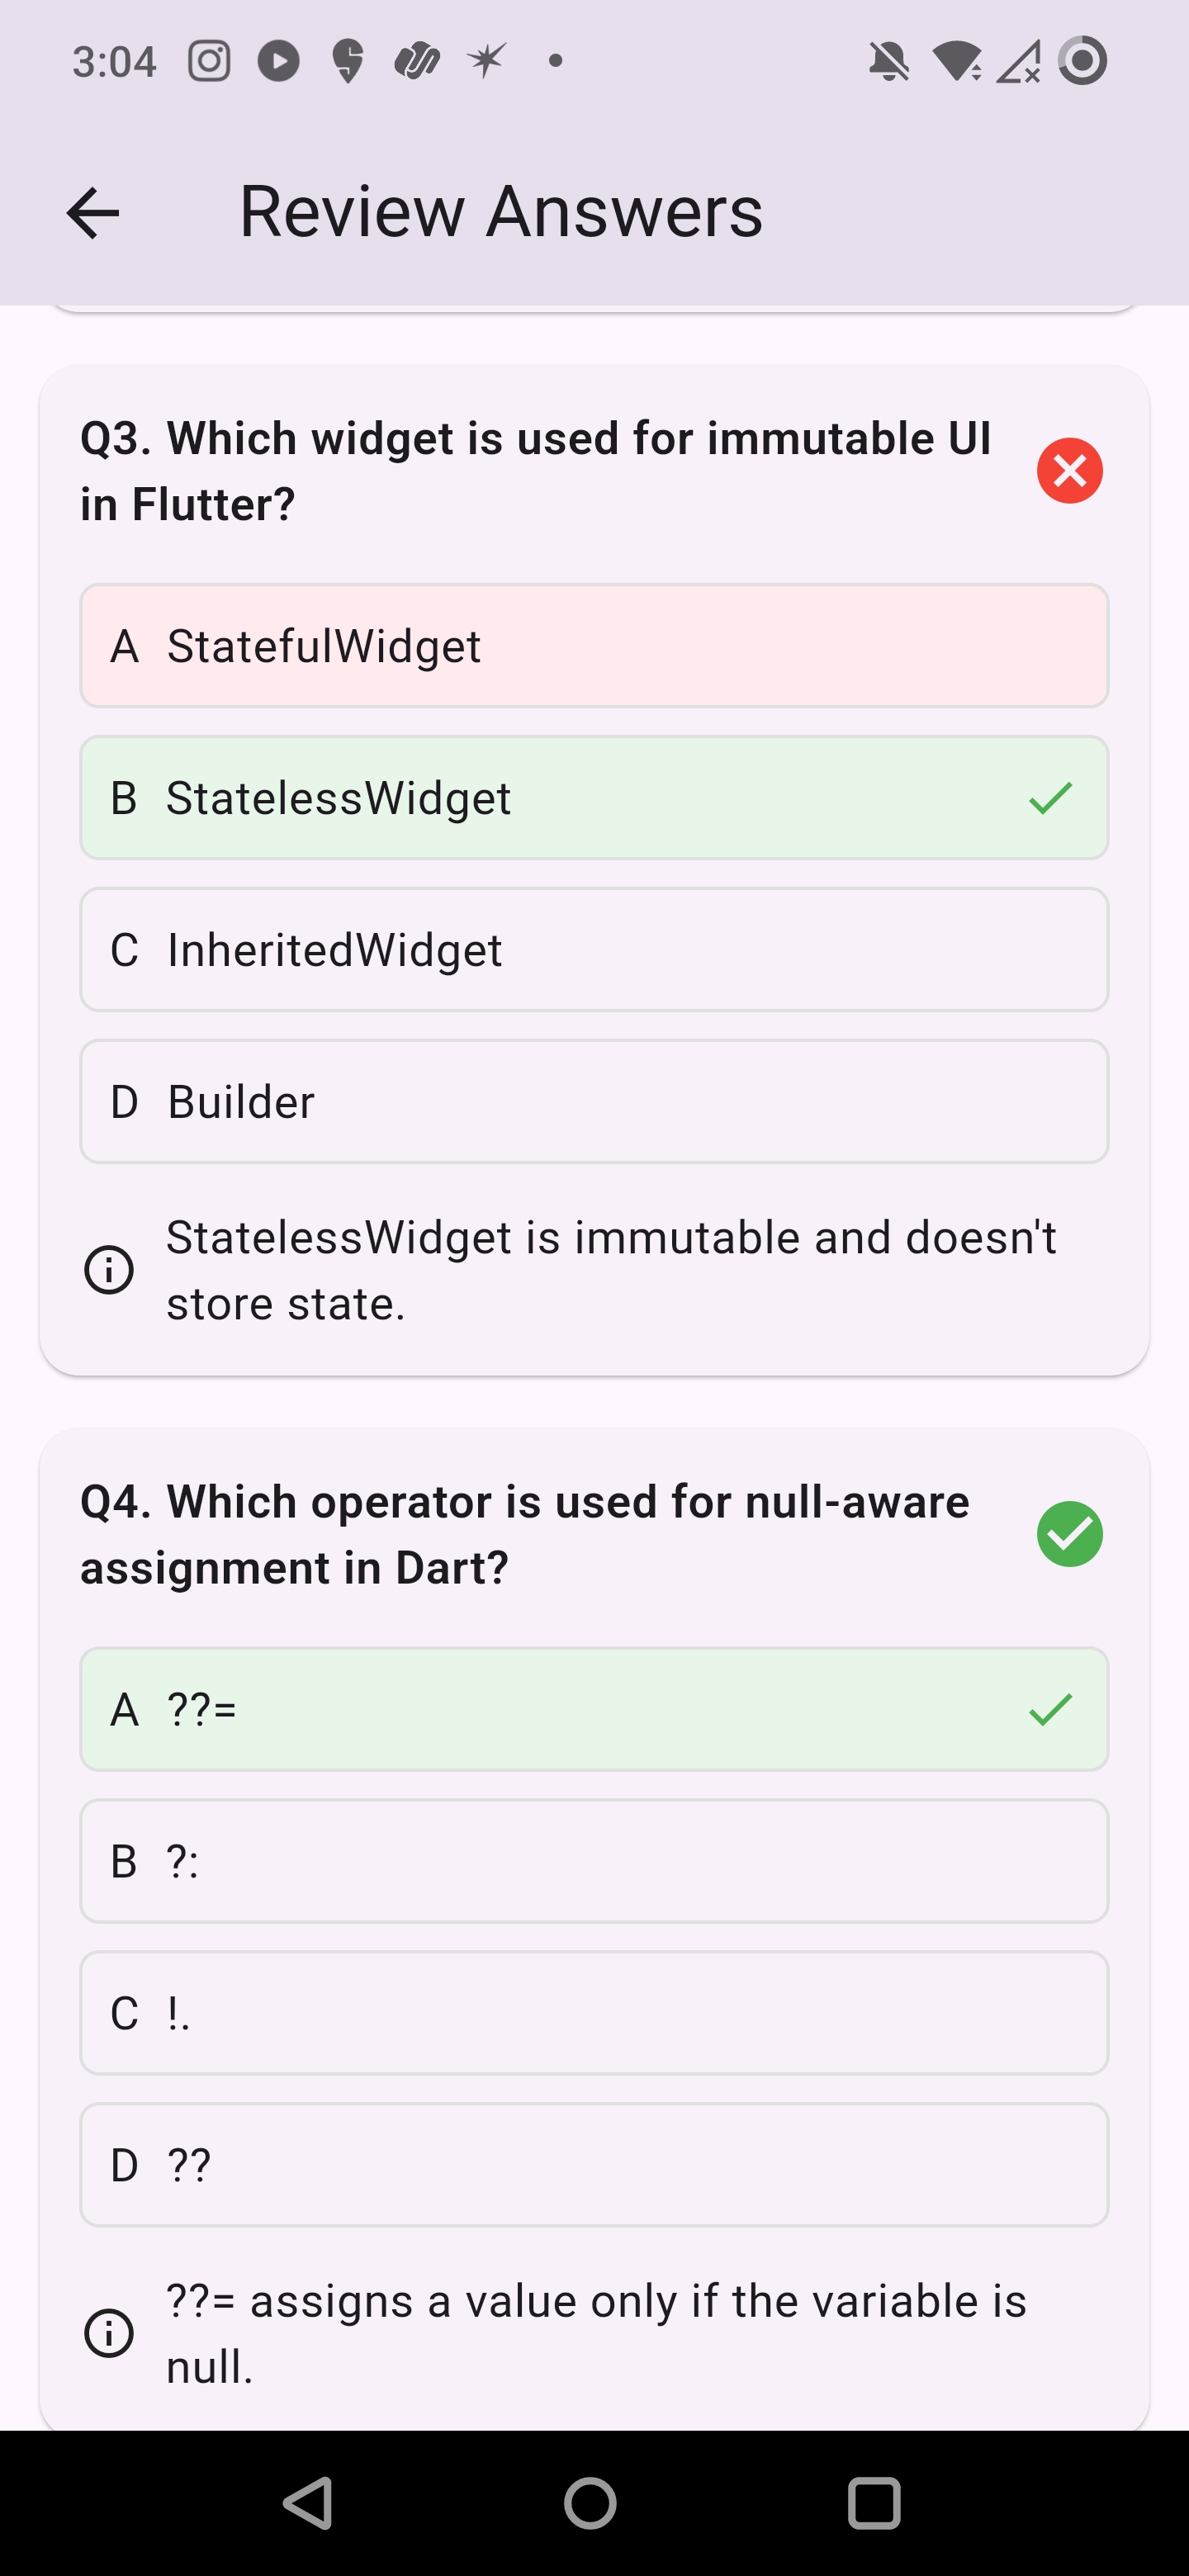 3:04
Review Answers
Q3. Which widget is used for immutable UI
in Flutter?
A StatefulWidget
B StatelessWidget
C InheritedWidget
D Builder
StatelessWidget is immutable and doesn't
store state.
Q4. Which operator is used for null-aware
assignment in Dart?
A ??=
B ?:
C !.
D ??
??= assigns a value only if the variable is
null.